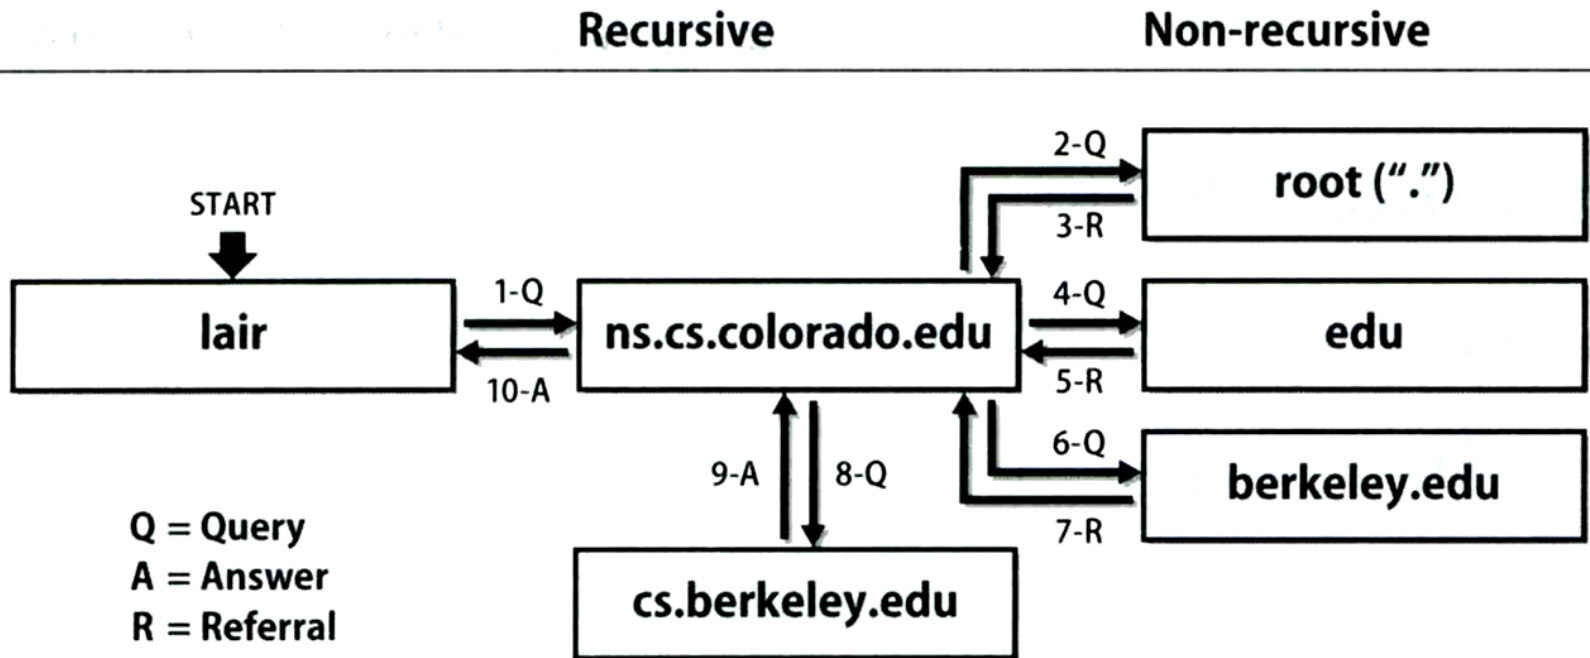 Recursive Non-recursive
START
lair
1-Q
10-A
ns.cs.colorado.edu
2-Q
3-R
root (“.”)
4-Q
5-R
edu
6-Q
7-R
berkeley.edu
9-A
8-Q
cs.berkeley.edu
Q = Query
A = Answer
R = Referral